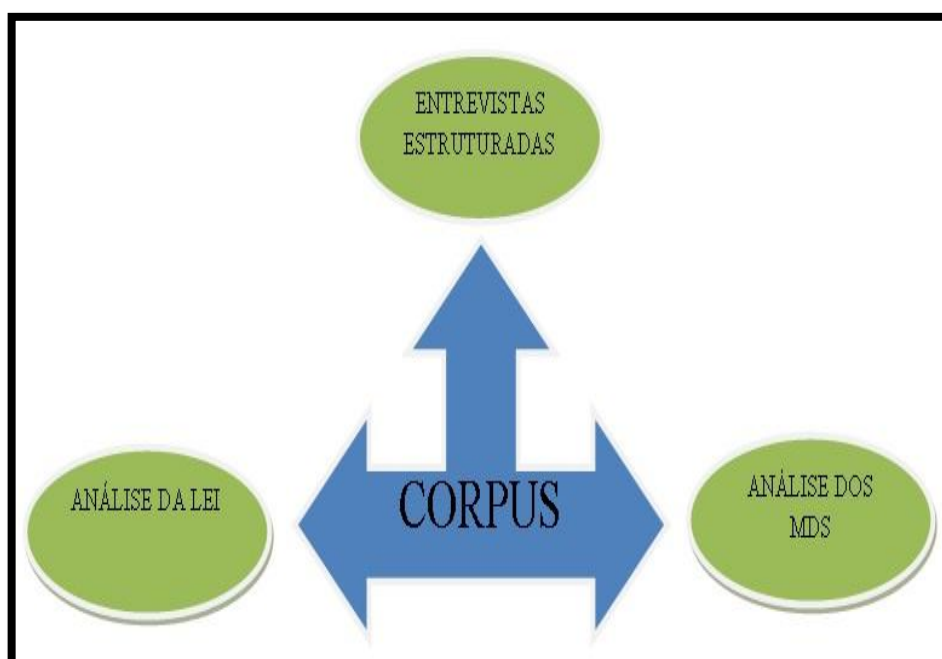 ENTREVISTAS
ESTRUTURADAS
ANÁLISE DA LEI
CORPUS
ANÁLISE DOS
MDS